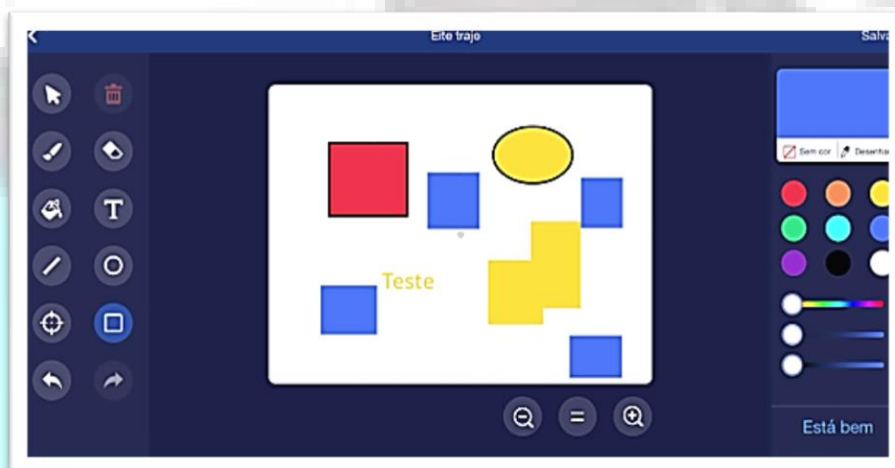 Eite trajo
Salva
Sem cor
Desenhar
T
Teste
Está bem